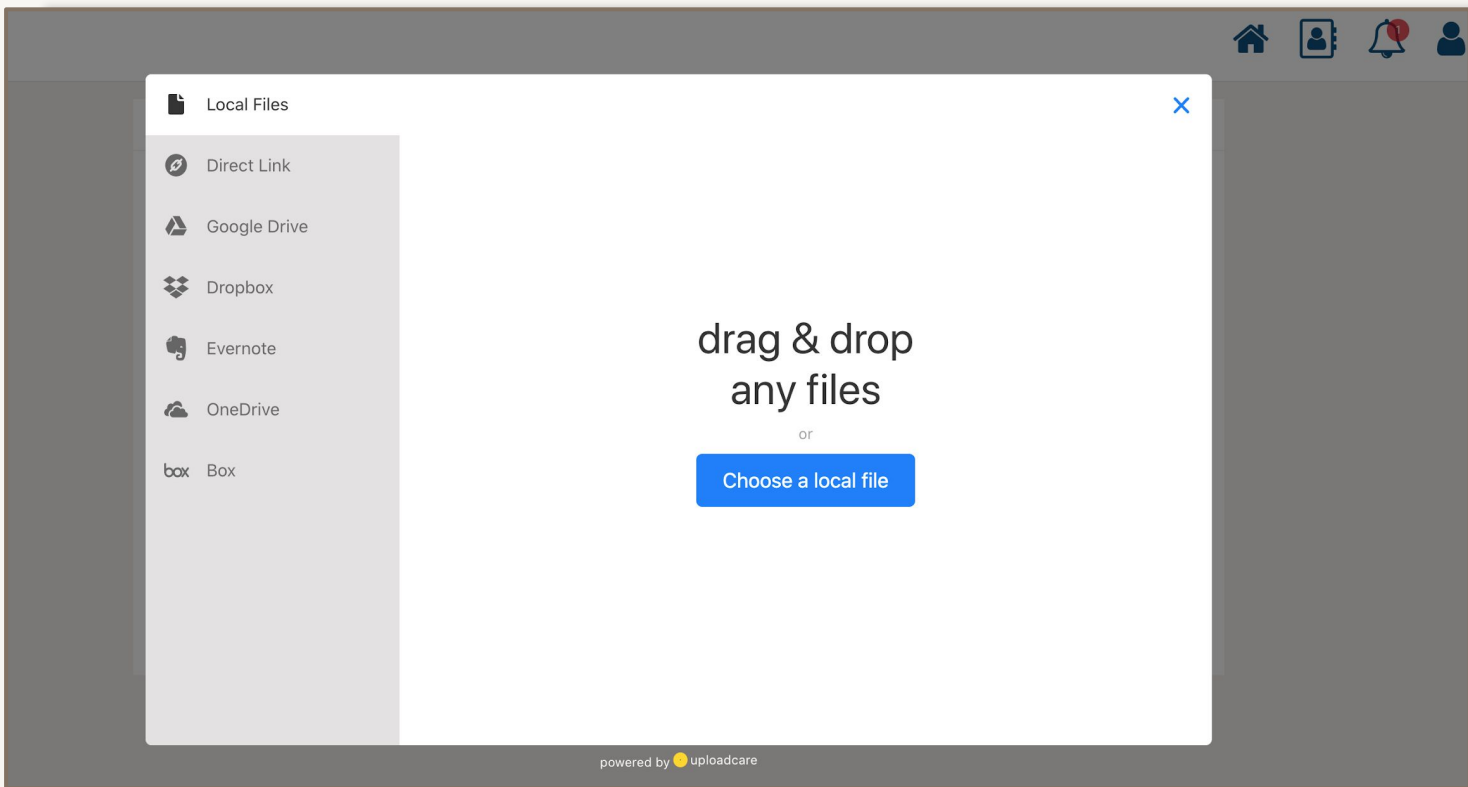 Local Files
Direct Link
Google Drive
Dropbox
Evernote
OneDrive
box Box
drag & drop
any files
or
Choose a local file
powered by uploadcare